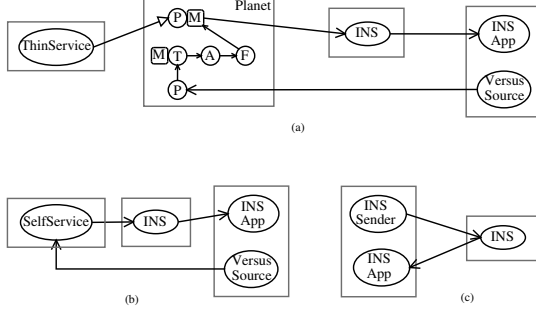 Planet
ThinService
P M
INS
INS
App
M T A F
P
Versus
Source
(a)
SelfService
INS
INS
App
Versus
Source
(b)
INS
Sender
INS
INS
App
(c)